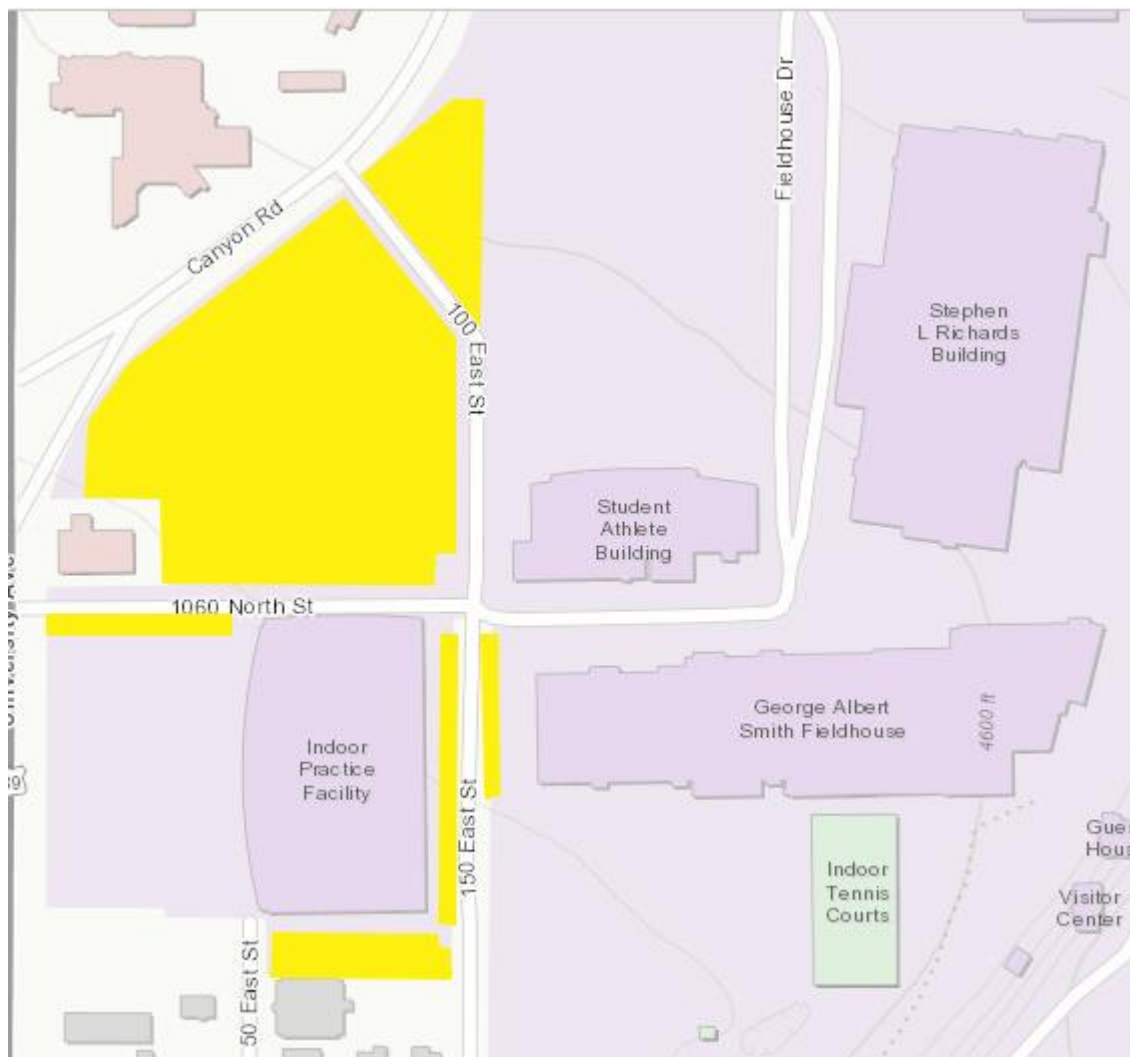 Fieldhouse Dr
Canyon Rd
100 East St
Stephen
L Richards
Building
Student
Athlete
Building
1060 North St
George Albert
Smith Fieldhouse
4600 ft
Indoor
Practice
Facility
150 East St
Indoor
Tennis
Courts
Visitor
Center
50 East St